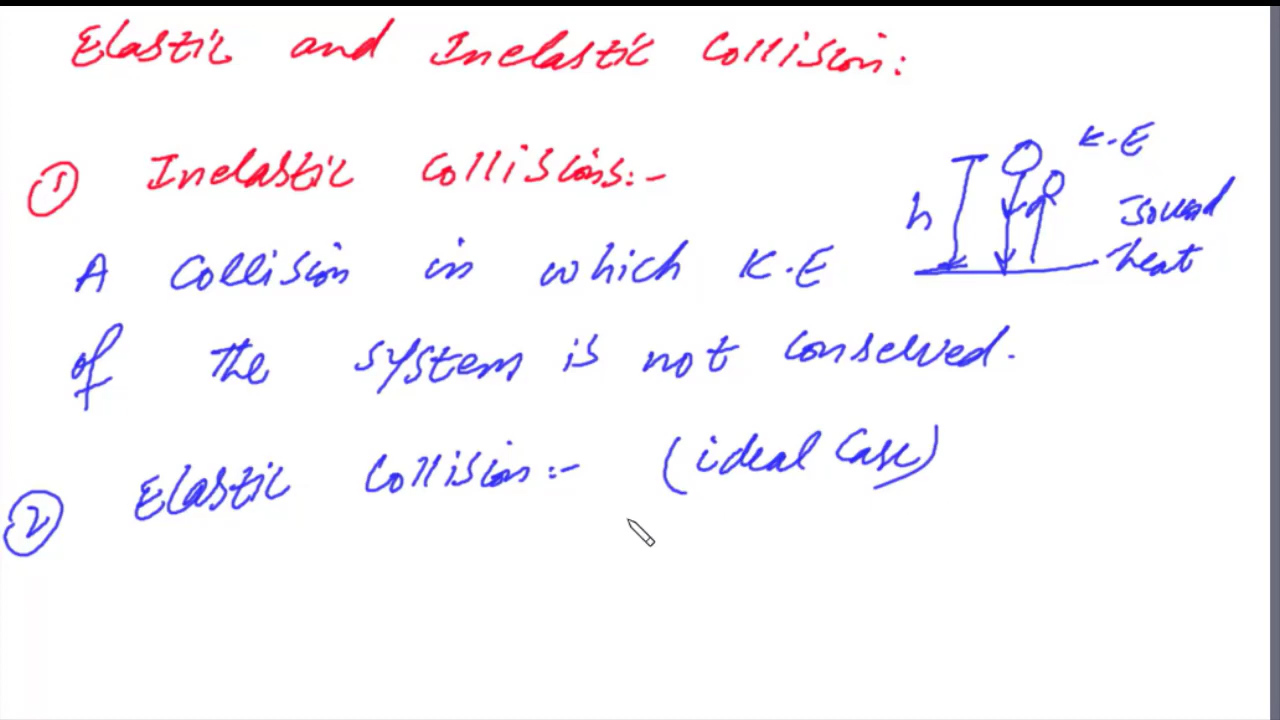 Elastic and Inelastic Collision:
① Inelastic Collisions:-
A Collision in which K.E
of the system is not conserved.
K.E
h
sound
heat
② Elastic Collision:- (ideal Case)